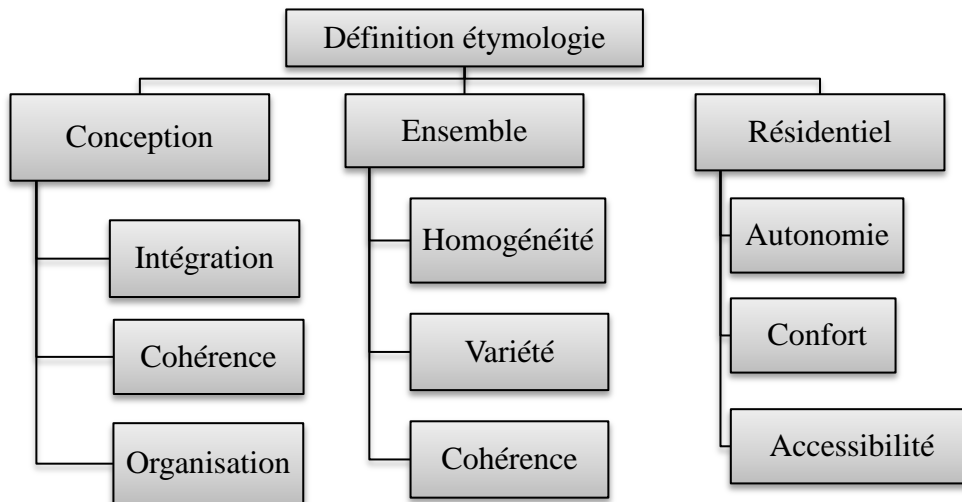 Définition étymologie
Conception
Ensemble
Résidentiel
Intégration
Homogénéité
Autonomie
Cohérence
Variété
Confort
Organisation
Cohérence
Accessibilité